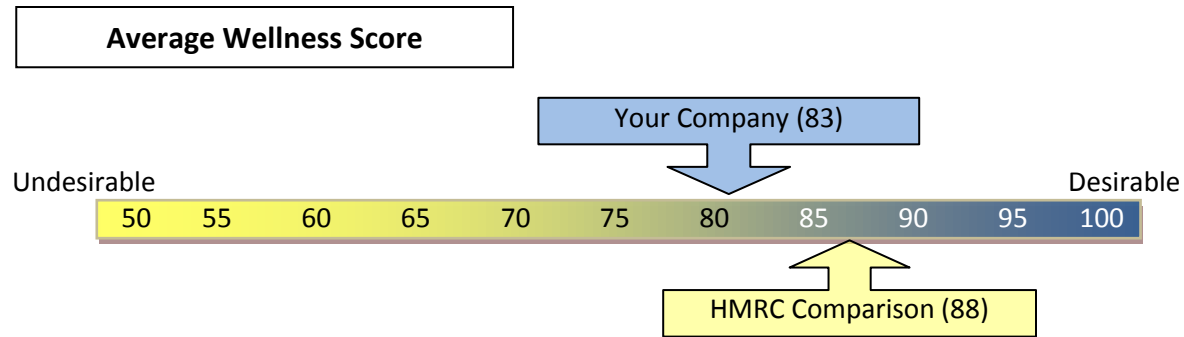 Average Wellness Score
Your Company (83)
Undesirable
Desirable
50 55 60 65 70 75 80 85 90 95 100
HMRC Comparison (88)